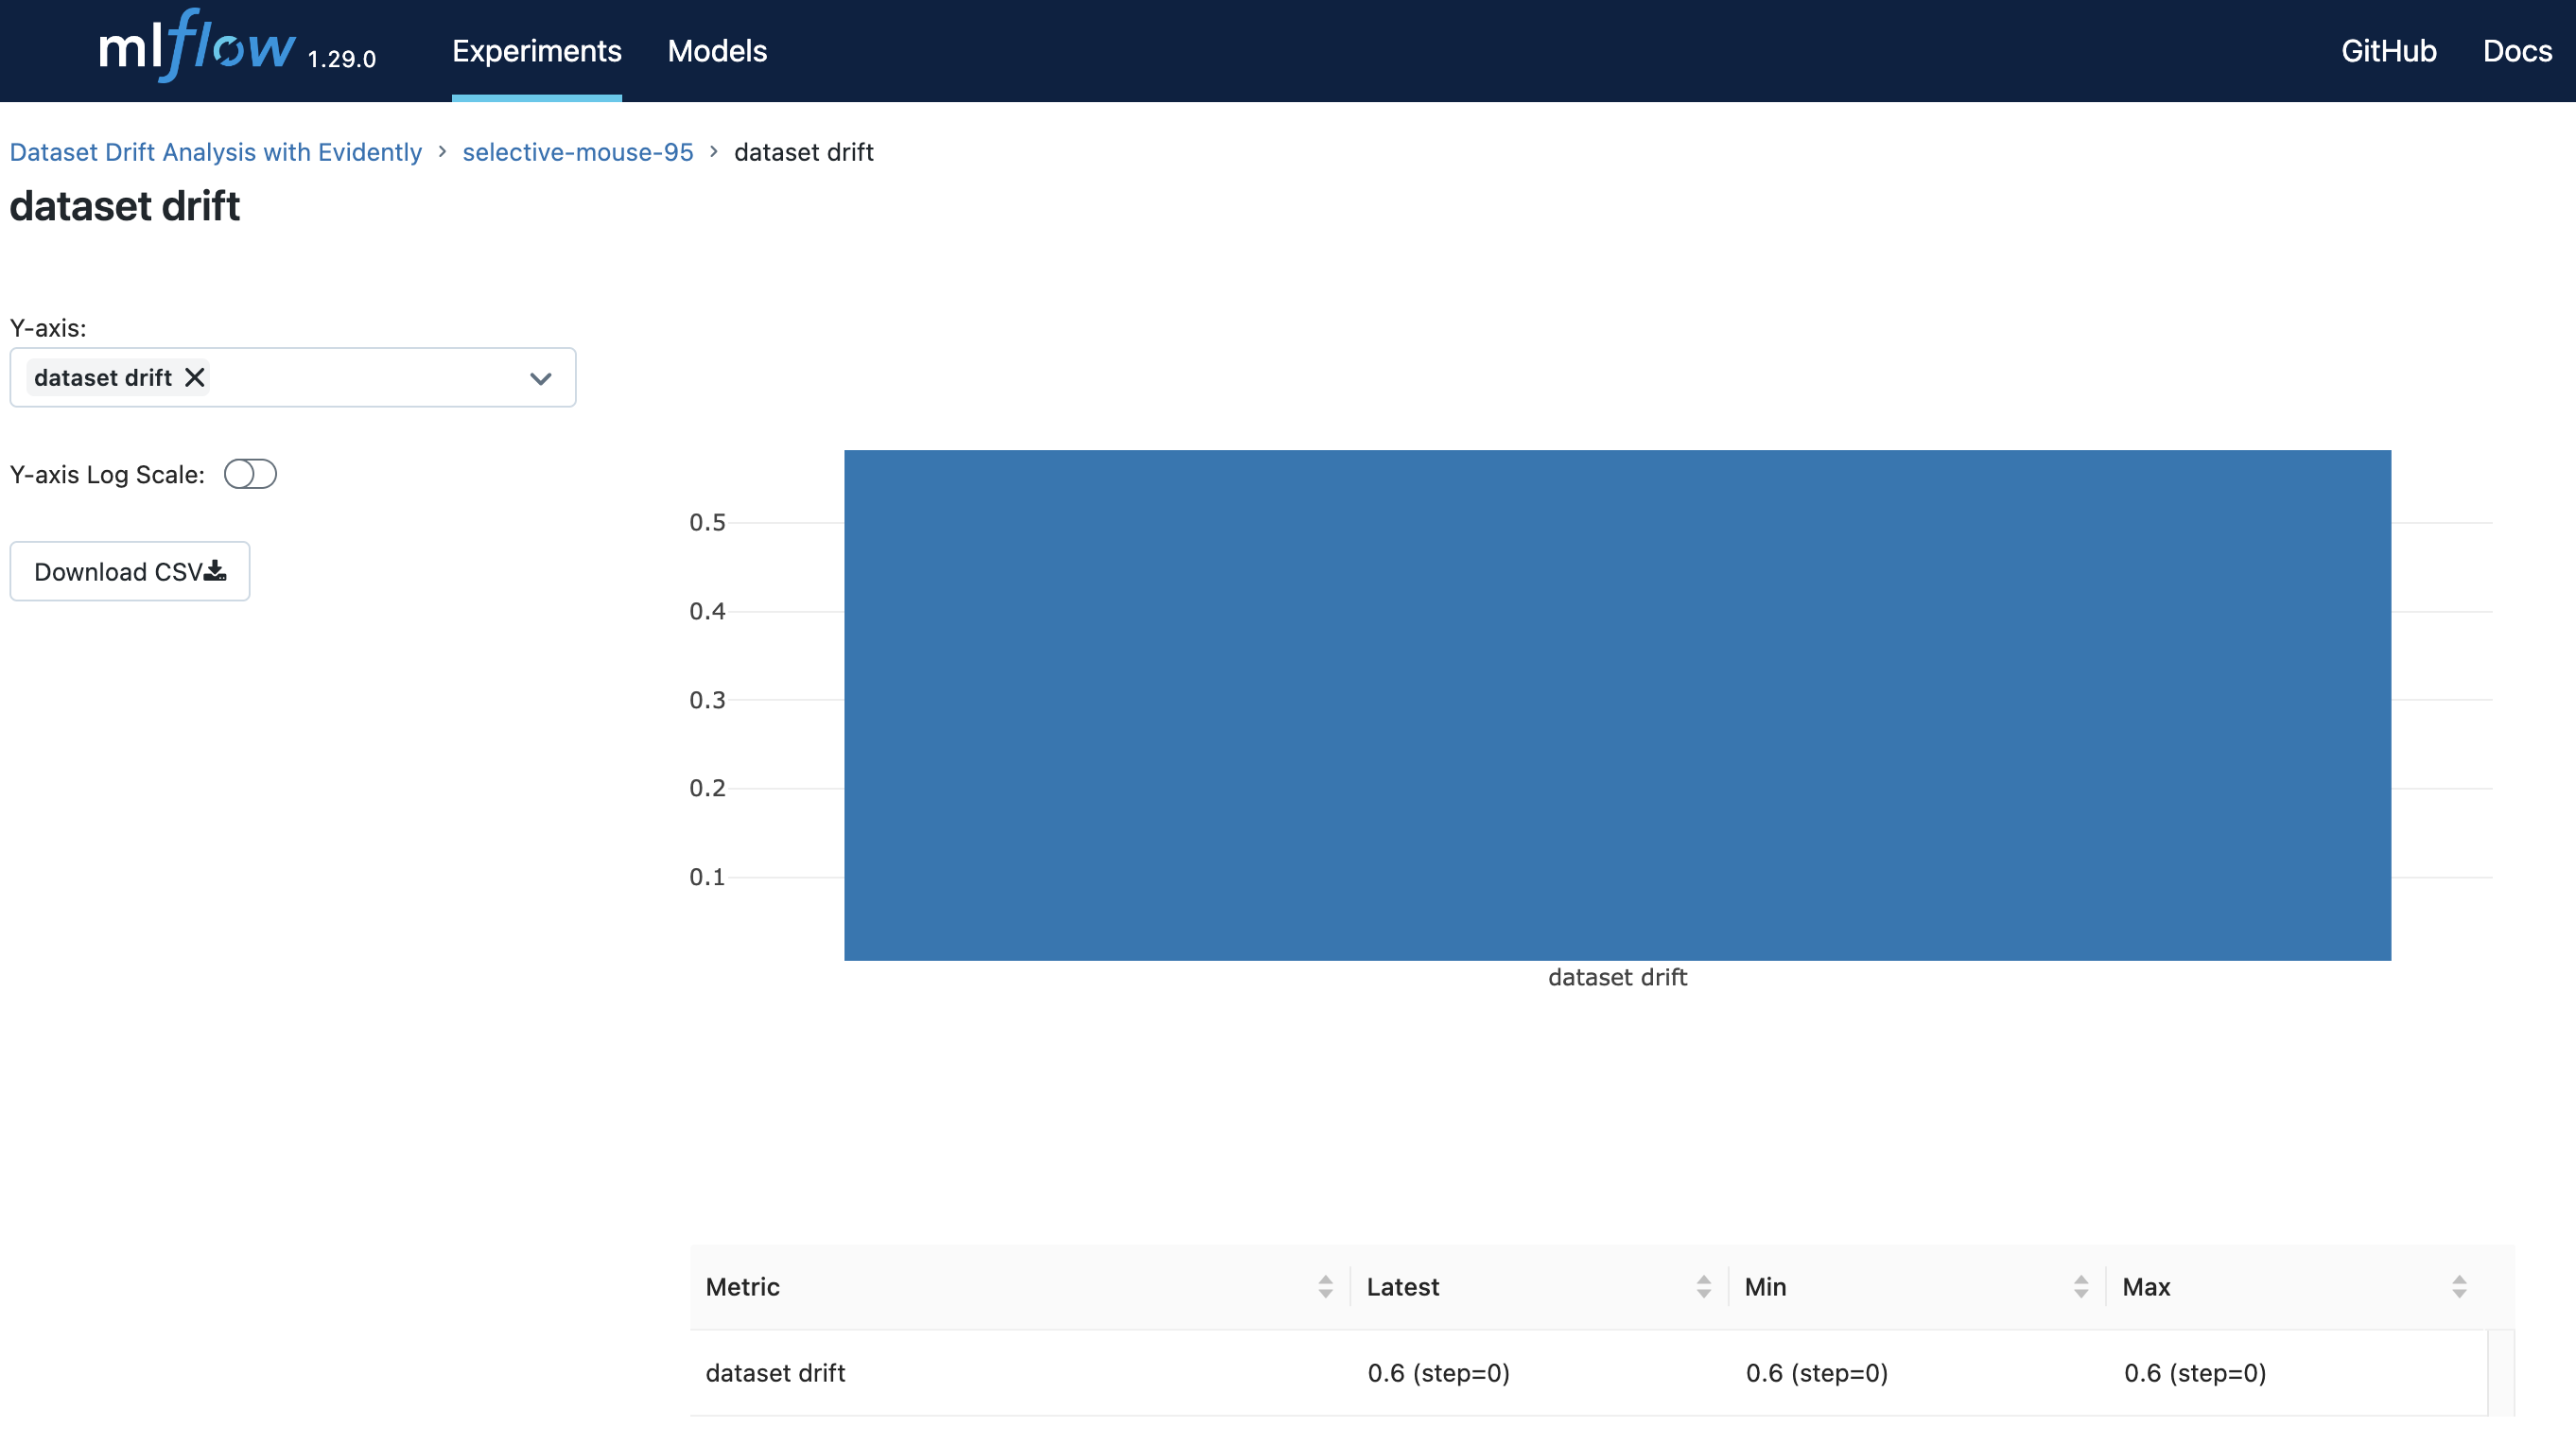 mlflow 1.29.0 Experiments Models GitHub Docs
Dataset Drift Analysis with Evidently > selective-mouse-95 > dataset drift
dataset drift
Y-axis:
dataset drift
Y-axis Log Scale:
Download CSV
0.5
0.4
0.3
0.2
0.1
dataset drift
Metric Latest Min Max
dataset drift 0.6 (step=0) 0.6 (step=0) 0.6 (step=0)